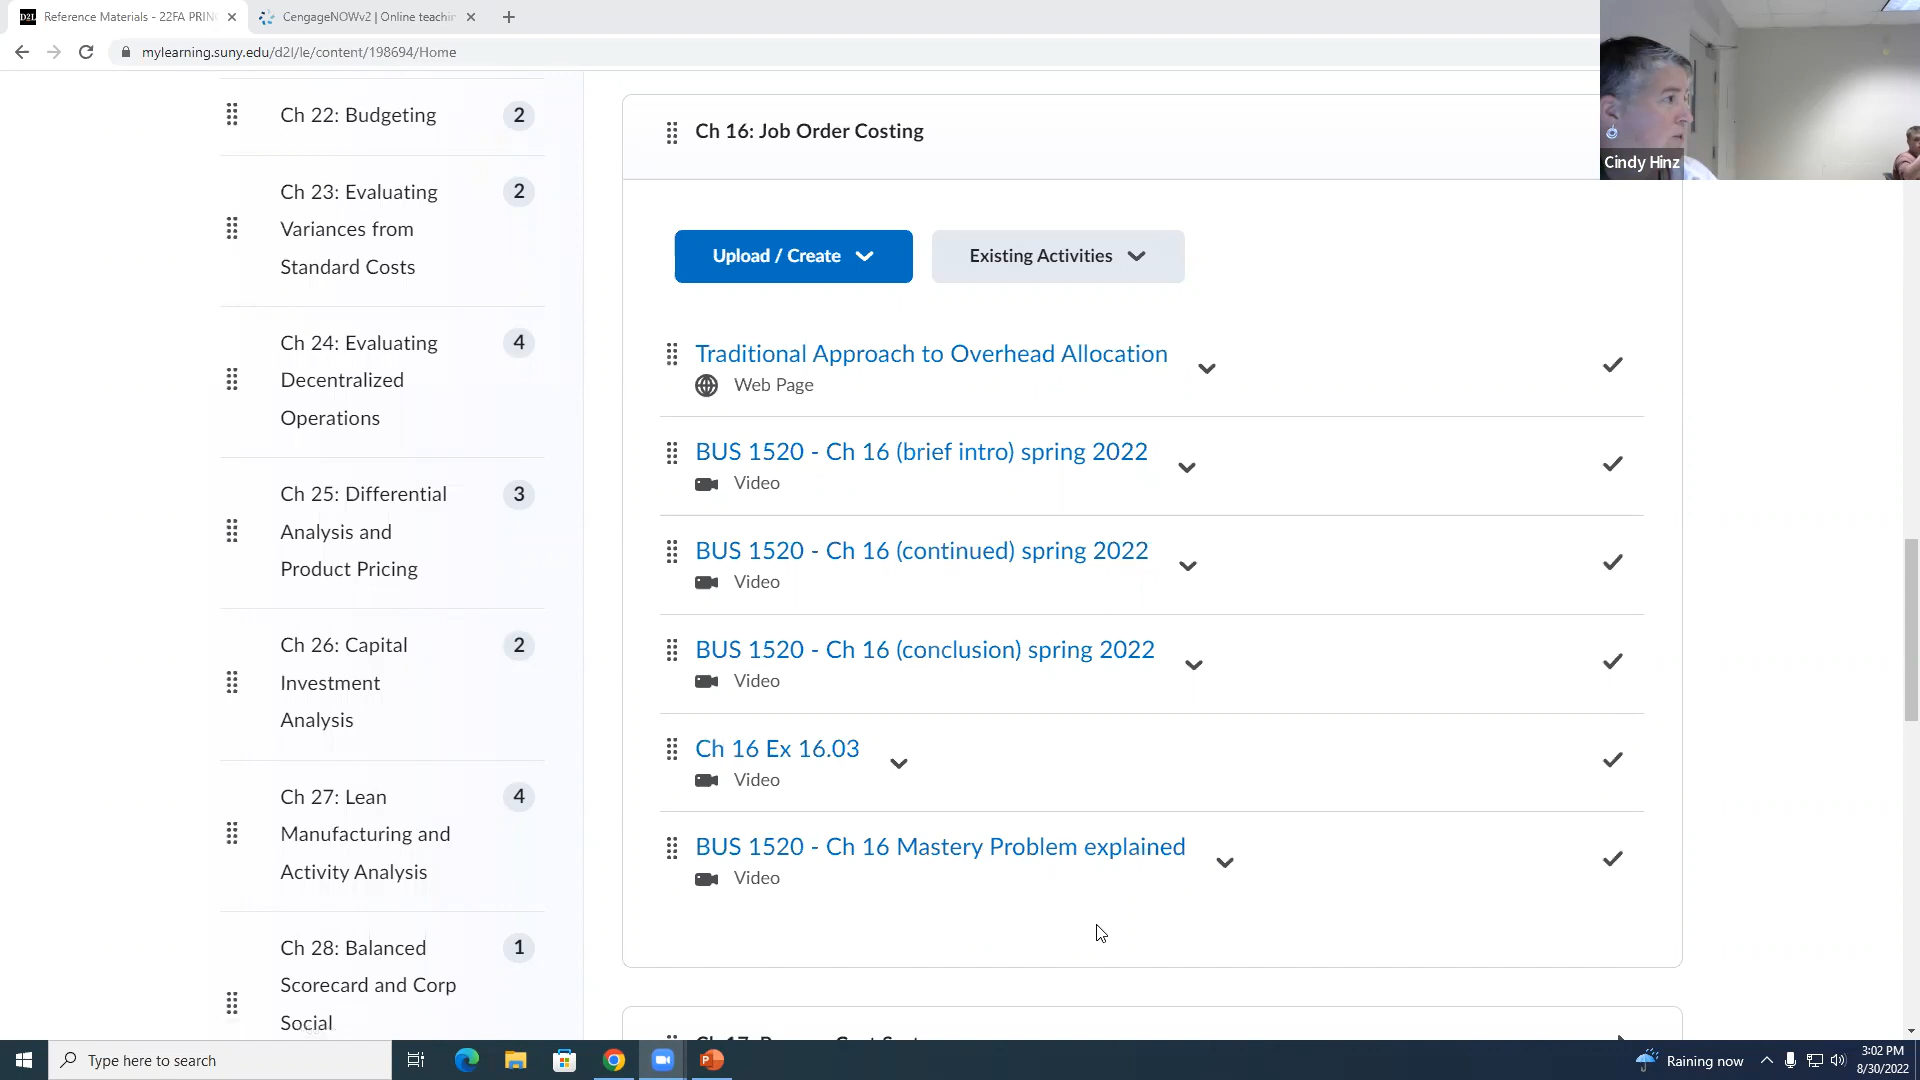 D2L
Reference Materials - 22FA PRIN
CengageNOWv2 | Online teachin
mylearning.suny.edu/d2l/le/content/198694/Home
Cindy Hinz
Ch 22: Budgeting
2
Ch 23: Evaluating
Variances from
Standard Costs
2
Ch 24: Evaluating
Decentralized
Operations
4
Ch 25: Differential
Analysis and
Product Pricing
3
Ch 26: Capital
Investment
Analysis
2
Ch 27: Lean
Manufacturing and
Activity Analysis
4
Ch 28: Balanced
Scorecard and Corp
Social
1
Ch 16: Job Order Costing
Upload / Create
Existing Activities
Traditional Approach to Overhead Allocation
Web Page
BUS 1520 - Ch 16 (brief intro) spring 2022
Video
BUS 1520 - Ch 16 (continued) spring 2022
Video
BUS 1520 - Ch 16 (conclusion) spring 2022
Video
Ch 16 Ex 16.03
Video
BUS 1520 - Ch 16 Mastery Problem explained
Video
Type here to search
Raining now
3:02 PM
8/30/2022